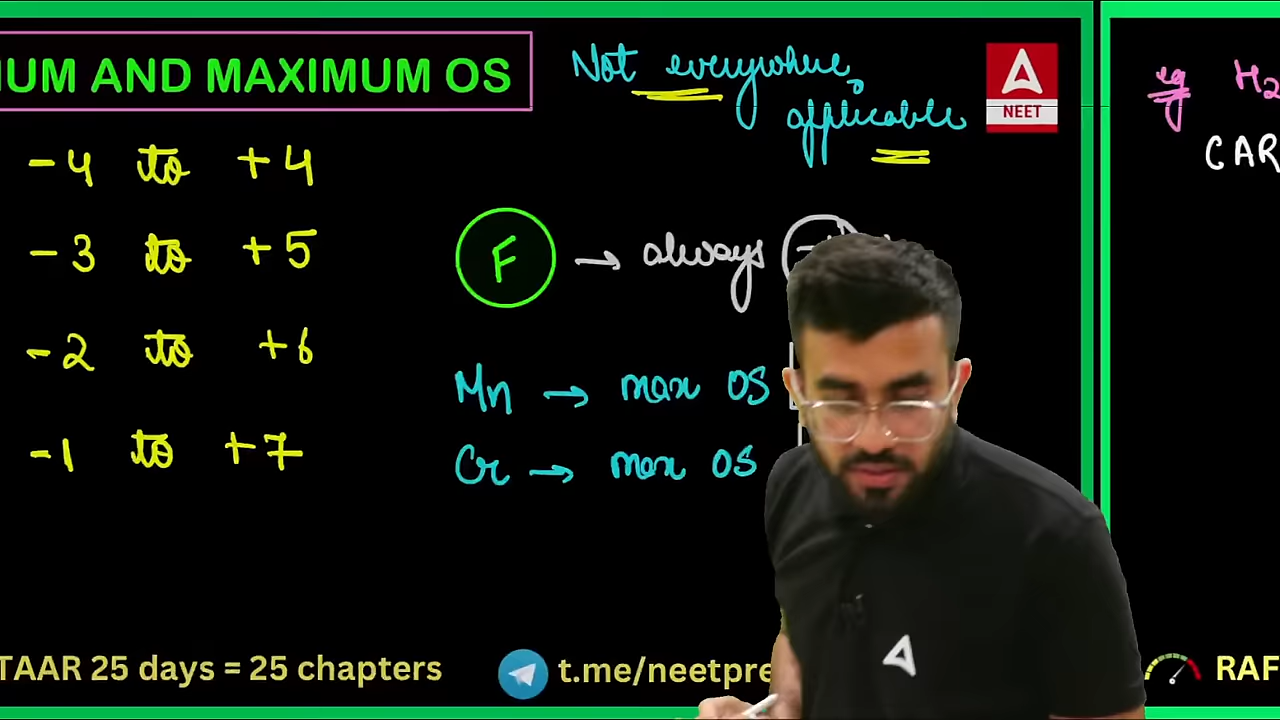 IUM AND MAXIMUM OS
Not everywhere
applicable
NEET
-4 to +4
-3 to +5
-2 to +6
-1 to +7
F → always
Mn → max OS
Cr → max OS
eg H2
CAR
TAAR 25 days = 25 chapters
t.me/neetpre
RAF